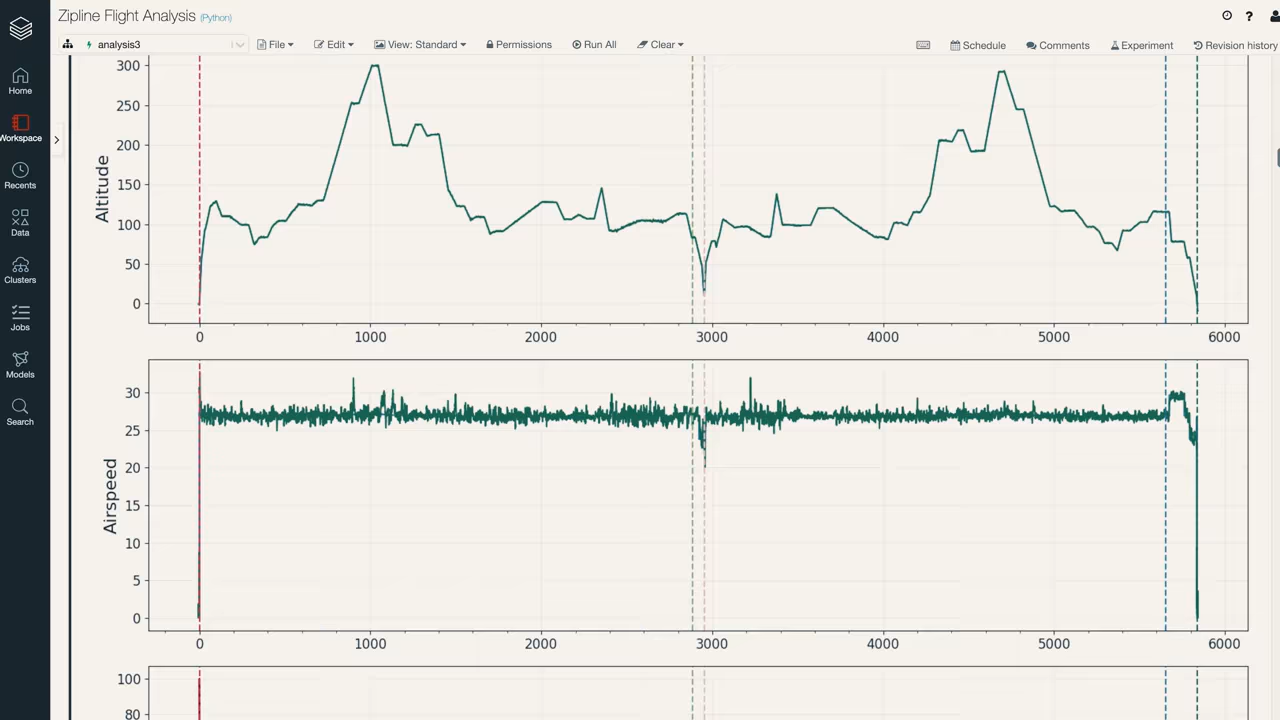 Zipline Flight Analysis (Python)
analysis3 File Edit View: Standard Permissions Run All Clear Schedule Comments Experiment Revision history
Home
Workspace
Recents
Data
Clusters
Jobs
Models
Search
Altitude
300
250
200
150
100
50
0
0 1000 2000 3000 4000 5000 6000
Airspeed
30
25
20
15
10
5
0
0 1000 2000 3000 4000 5000 6000
100
80